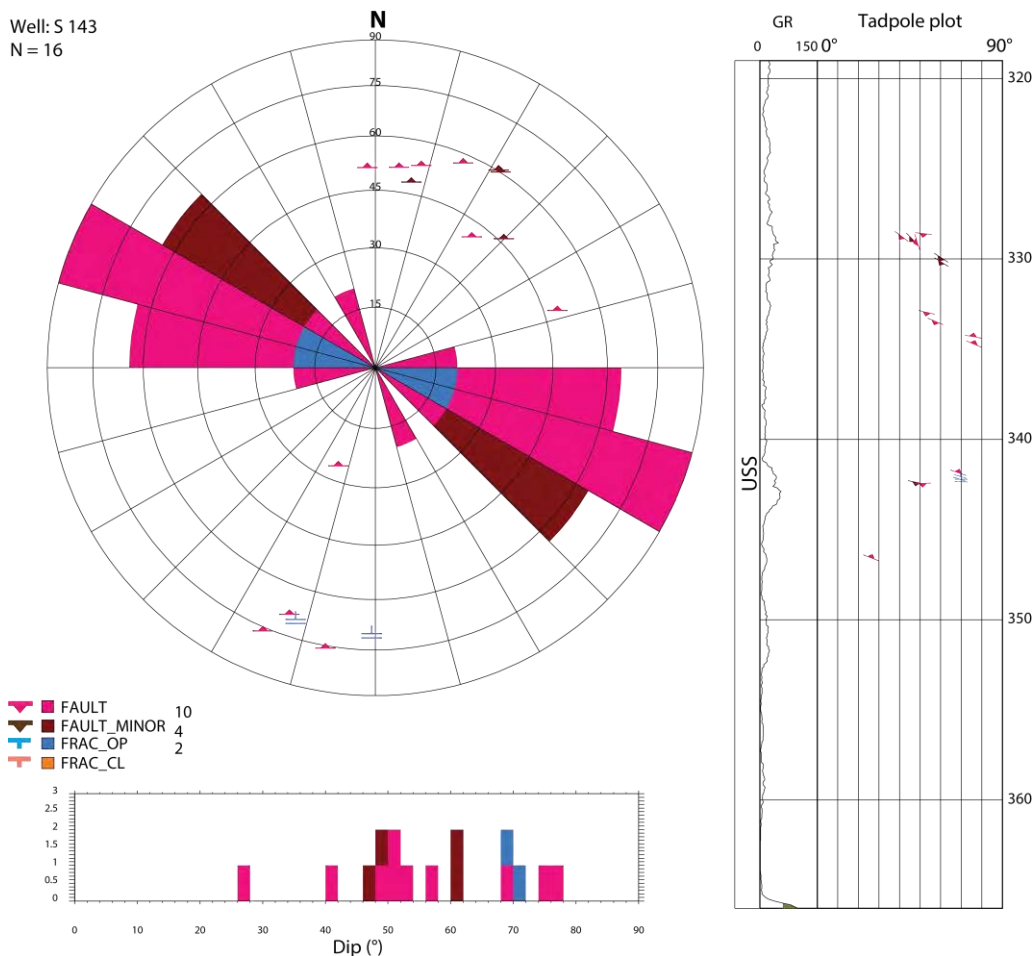 Well: S 143
N = 16
N
90
75
60
45
30
15
FAULT 10
FAULT_MINOR 4
FRAC_OP 2
FRAC_CL
3
2.5
2
1.5
1
0.5
0
0 10 20 30 40 50 60 70 80 90
Dip (°)
GR Tadpole plot
0 150 0° 90°
320
330
340
USS
350
360